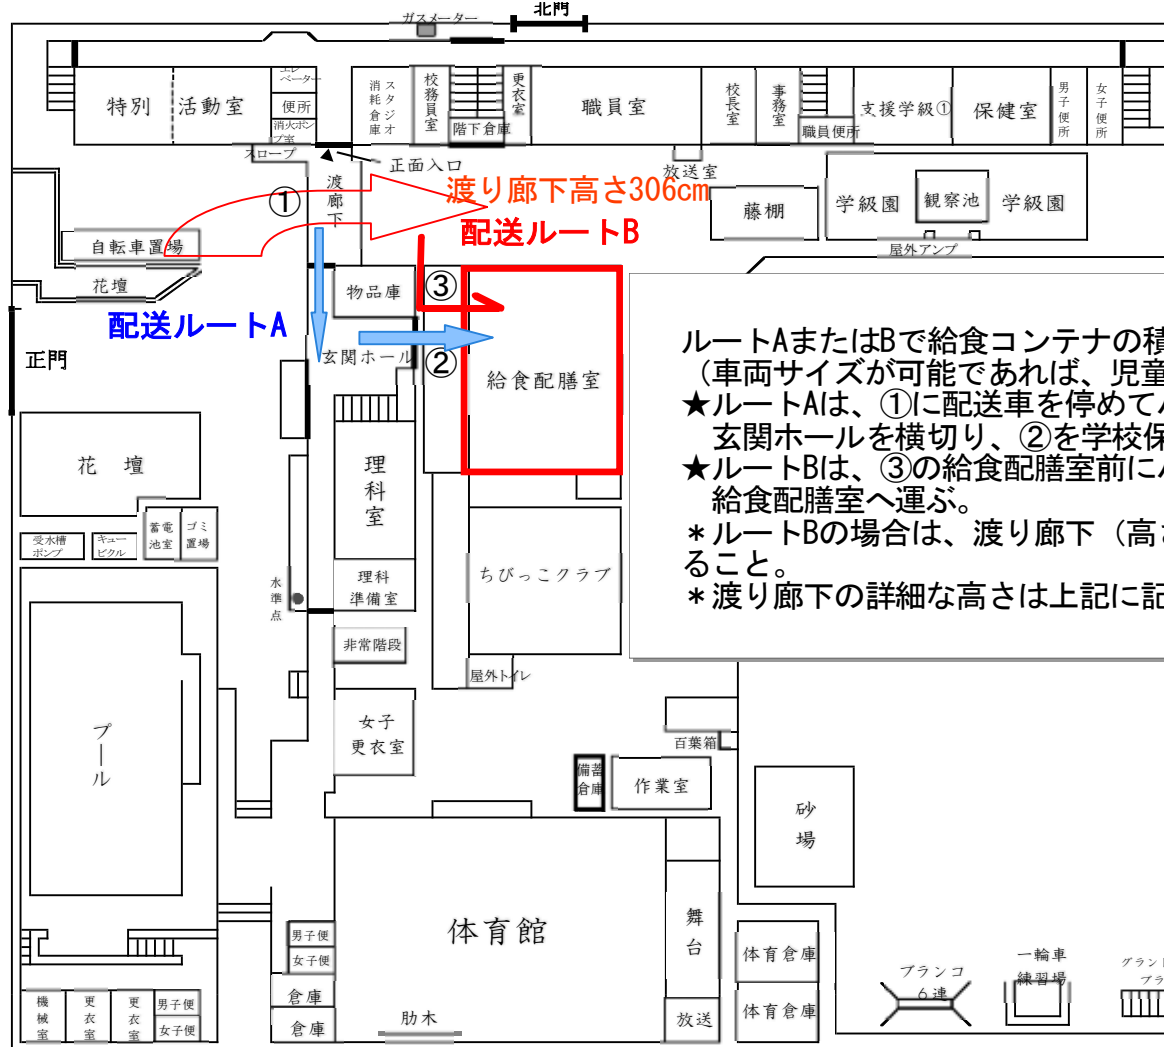 北門
ガスメーター
特別
活動室
エレベーター
便所
消火ポンプ室
スロープ
消耗倉庫
スタジオ
校務員室
階下倉庫
更衣室
職員室
校長室
事務室
職員便所
支援学級①
保健室
男子便所
女子便所
正面入口
渡廊下
放送室
渡り廊下高さ306cm
配送ルートB
藤棚
学級園
観察池
学級園
屋外アンプ
①
自転車置場
花壇
配送ルートA
正門
物品庫
③
玄関ホール
②
給食配膳室
ルートAまたはBで給食コンテナの積
（車両サイズが可能であれば、児童
★ルートAは、①に配送車を停めて
玄関ホールを横切り、②を学校保
★ルートBは、③の給食配膳室前に
給食配膳室へ運ぶ。
＊ルートBの場合は、渡り廊下（高さ
ること。
＊渡り廊下の詳細な高さは上記に記
花壇
理科室
受水槽
ポンプ
キュービクル
蓄電池室
ゴミ置場
理科
準備室
水準点
ちびっこクラブ
非常階段
屋外トイレ
女子
更衣室
プール
百葉箱
備蓄倉庫
作業室
砂場
体育館
舞台
放送
体育倉庫
体育倉庫
男子便
女子便
倉庫
倉庫
肋木
機械室
更衣室
更衣室
男子便
女子便
ブランコ
6連
一輪車
練習場
グランド
ブラ